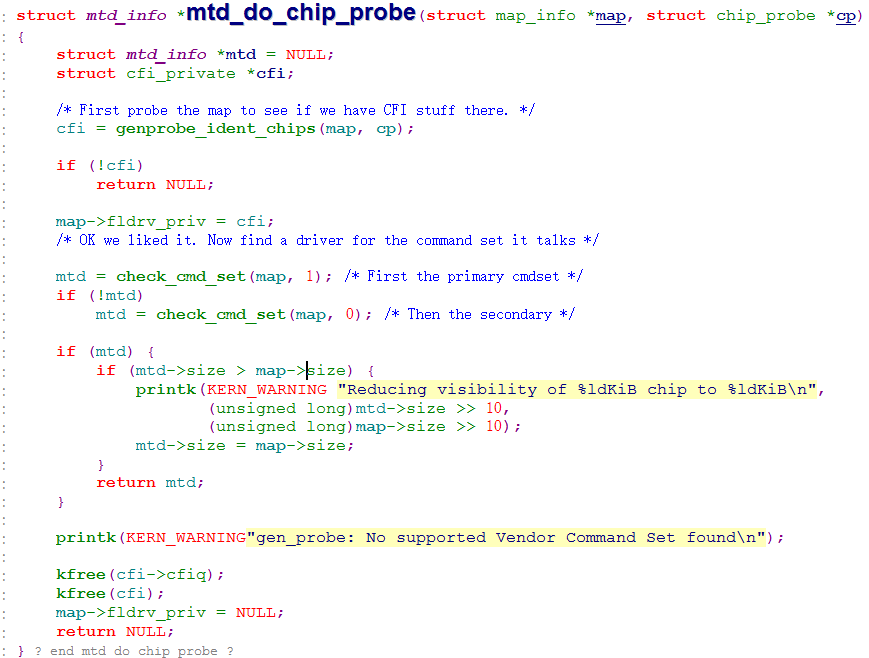 struct mtd_info *mtd_do_chip_probe(struct map_info *map, struct chip_probe *cp)
{
    struct mtd_info *mtd = NULL;
    struct cfi_private *cfi;

    /* First probe the map to see if we have CFI stuff there. */
    cfi = genprobe_ident_chips(map, cp);

    if (!cfi)
        return NULL;

    map->fldrv_priv = cfi;
    /* OK we liked it. Now find a driver for the command set it talks */

    mtd = check_cmd_set(map, 1); /* First the primary cmdset */
    if (!mtd)
        mtd = check_cmd_set(map, 0); /* Then the secondary */

    if (mtd) {
        if (mtd->size > map->size) {
            printk(KERN_WARNING "Reducing visibility of %ldKiB chip to %ldKiB\n",
                   (unsigned long)mtd->size >> 10,
                   (unsigned long)map->size >> 10);
            mtd->size = map->size;
        }
        return mtd;
    }

    printk(KERN_WARNING"gen_probe: No supported Vendor Command Set found\n");

    kfree(cfi->cfiq);
    kfree(cfi);
    map->fldrv_priv = NULL;
    return NULL;
} ? end mtd do chip probe ?